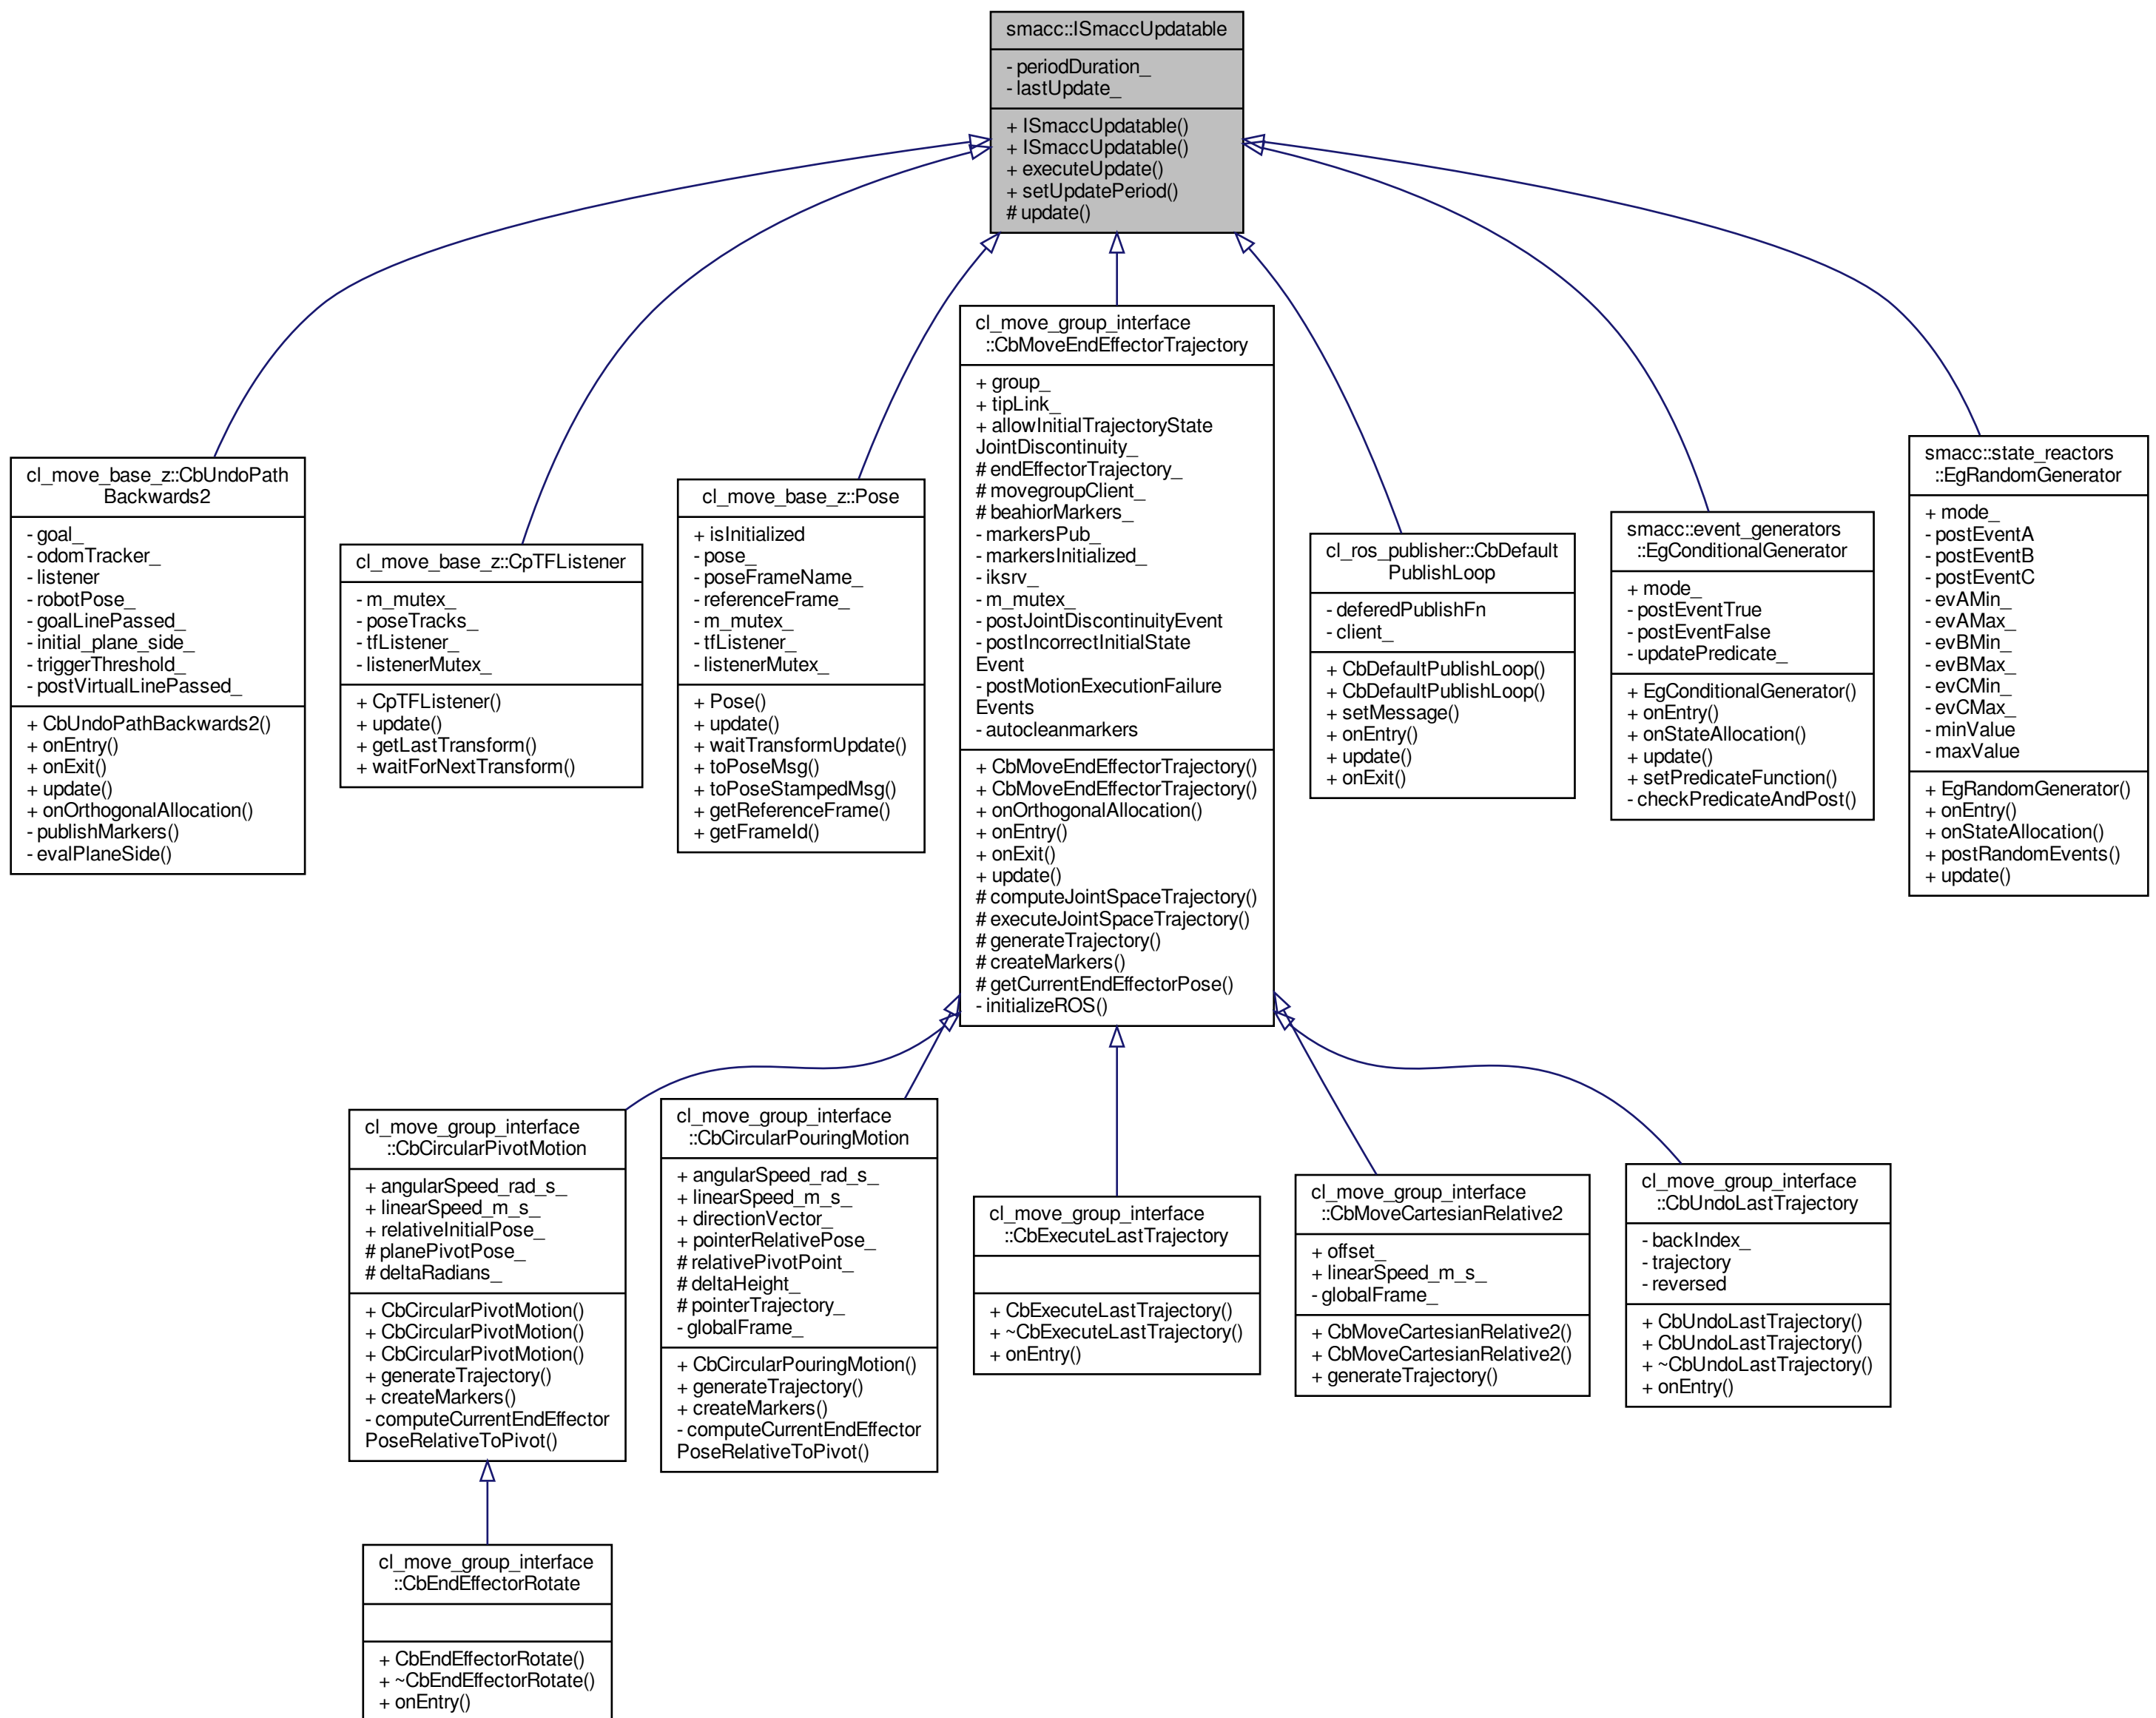 smacc::ISmaccUpdatable
- periodDuration_
- lastUpdate_
+ ISmaccUpdatable()
+ ISmaccUpdatable()
+ executeUpdate()
+ setUpdatePeriod()
# update()
cl_move_base_z::CbUndoPath
Backwards2
- goal_
- odomTracker_
- listener
- robotPose_
- goalLinePassed_
- initial_plane_side_
- triggerThreshold_
- postVirtualLinePassed_
+ CbUndoPathBackwards2()
+ onEntry()
+ onExit()
+ update()
+ onOrthogonalAllocation()
- publishMarkers()
- evalPlaneSide()
cl_move_base_z::CpTFListener
- m_mutex_
- poseTracks_
- tfListener_
- listenerMutex_
+ CpTFListener()
+ update()
+ getLastTransform()
+ waitForNextTransform()
cl_move_base_z::Pose
+ isInitialized
- pose_
- poseFrameName_
- referenceFrame_
- m_mutex_
- tfListener_
- listenerMutex_
+ Pose()
+ update()
+ waitTransformUpdate()
+ toPoseMsg()
+ toPoseStampedMsg()
+ getReferenceFrame()
+ getFrameId()
cl_move_group_interface
::CbMoveEndEffectorTrajectory
+ group_
+ tipLink_
+ allowInitialTrajectoryState
JointDiscontinuity_
# endEffectorTrajectory_
# movegroupClient_
# beahiorMarkers_
- markersPub_
- markersInitialized_
- iksrv_
- m_mutex_
- postJointDiscontinuityEvent
- postIncorrectInitialState
Event
- postMotionExecutionFailure
Events
- autocleanmarkers
+ CbMoveEndEffectorTrajectory()
+ CbMoveEndEffectorTrajectory()
+ onOrthogonalAllocation()
+ onEntry()
+ onExit()
+ update()
# computeJointSpaceTrajectory()
# executeJointSpaceTrajectory()
# generateTrajectory()
# createMarkers()
# getCurrentEndEffectorPose()
- initializeROS()
cl_ros_publisher::CbDefault
PublishLoop
- deferedPublishFn
- client_
+ CbDefaultPublishLoop()
+ CbDefaultPublishLoop()
+ setMessage()
+ onEntry()
+ update()
+ onExit()
smacc::event_generators
::EgConditionalGenerator
+ mode_
- postEventTrue
- postEventFalse
- updatePredicate_
+ EgConditionalGenerator()
+ onEntry()
+ onStateAllocation()
+ update()
+ setPredicateFunction()
- checkPredicateAndPost()
smacc::state_reactors
::EgRandomGenerator
+ mode_
- postEventA
- postEventB
- postEventC
- evAMin_
- evAMax_
- evBMin_
- evBMax_
- evCMin_
- evCMax_
- minValue
- maxValue
+ EgRandomGenerator()
+ onEntry()
+ onStateAllocation()
+ postRandomEvents()
+ update()
cl_move_group_interface
::CbCircularPivotMotion
+ angularSpeed_rad_s_
+ linearSpeed_m_s_
+ relativeInitialPose_
# planePivotPose_
# deltaRadians_
+ CbCircularPivotMotion()
+ CbCircularPivotMotion()
+ CbCircularPivotMotion()
+ generateTrajectory()
+ createMarkers()
- computeCurrentEndEffector
PoseRelativeToPivot()
cl_move_group_interface
::CbCircularPouringMotion
+ angularSpeed_rad_s_
+ linearSpeed_m_s_
+ directionVector_
+ pointerRelativePose_
# relativePivotPoint_
# deltaHeight_
# pointerTrajectory_
- globalFrame_
+ CbCircularPouringMotion()
+ generateTrajectory()
+ createMarkers()
- computeCurrentEndEffector
PoseRelativeToPivot()
cl_move_group_interface
::CbExecuteLastTrajectory
+ CbExecuteLastTrajectory()
+ ~CbExecuteLastTrajectory()
+ onEntry()
cl_move_group_interface
::CbMoveCartesianRelative2
+ offset_
+ linearSpeed_m_s_
- globalFrame_
+ CbMoveCartesianRelative2()
+ CbMoveCartesianRelative2()
+ generateTrajectory()
cl_move_group_interface
::CbUndoLastTrajectory
- backIndex_
- trajectory
- reversed
+ CbUndoLastTrajectory()
+ CbUndoLastTrajectory()
+ ~CbUndoLastTrajectory()
+ onEntry()
cl_move_group_interface
::CbEndEffectorRotate
+ CbEndEffectorRotate()
+ ~CbEndEffectorRotate()
+ onEntry()